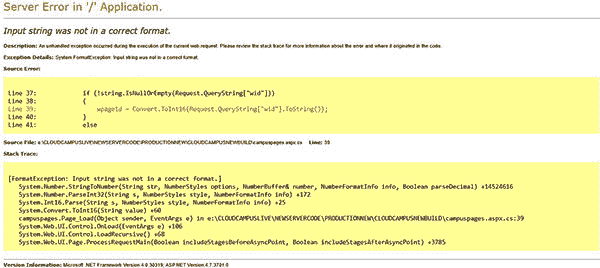 Server Error in '/' Application.
Input string was not in a correct format.
Description: An unhandled exception occurred during the execution of the current web request. Please review the stack trace for more information about the error and where it originated in the code.
Exception Details: System.FormatException: Input string was not in a correct format.
Source Error:
Line 37: if (!string.IsNullOrEmpty(Request.QueryString["wid"]))
Line 38: {
Line 39: wpageid = Convert.ToInt16(Request.QueryString["wid"].ToString());
Line 40: }
Line 41: else
Source File: e:\CLOUDCAMPUSLIVE\NEWSERVERCODE\PRODUCTIONNEW\CLOUDCAMPUSNEWBUILD\campuspages.aspx.cs Line: 39
Stack Trace:
[FormatException: Input string was not in a correct format.]
System.Number.StringToNumber(String str, NumberStyles options, NumberBuffer& number, NumberFormatInfo info, Boolean parseDecimal) +14524616
System.Number.ParseInt32(String s, NumberStyles style, NumberFormatInfo info) +172
System.Int16.Parse(String s, NumberStyles style, NumberFormatInfo info) +25
System.Convert.ToInt16(String value) +60
campuspages.Page_Load(Object sender, EventArgs e) in e:\CLOUDCAMPUSLIVE\NEWSERVERCODE\PRODUCTIONNEW\CLOUDCAMPUSNEWBUILD\campuspages.aspx.cs:39
System.Web.UI.Control.OnLoad(EventArgs e) +106
System.Web.UI.Control.LoadRecursive() +68
System.Web.UI.Page.ProcessRequestMain(Boolean includeStagesBeforeAsyncPoint, Boolean includeStagesAfterAsyncPoint) +3785
Version Information: Microsoft .NET Framework Version:4.0.30319; ASP.NET Version:4.7.3701.0